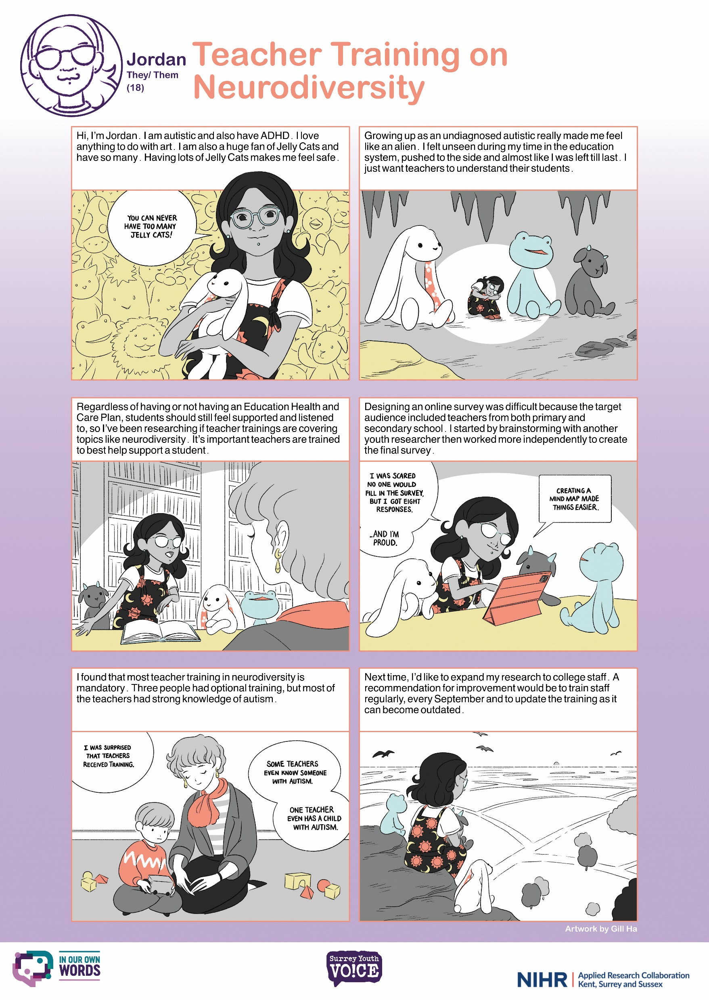 Jordan
They/ Them
(18)
Teacher Training on
Neurodiversity
Hi, I'm Jordan. I am autistic and also have ADHD. I love
anything to do with art. I am also a huge fan of Jelly Cats and
have so many. Having lots of Jelly Cats makes me feel safe.
YOU CAN NEVER
HAVE TOO MANY
JELLY CATS!
Growing up as an undiagnosed autistic really made me feel
like an alien. I felt unseen during my time in the education
system, pushed to the side and almost like I was left till last. I
just want teachers to understand their students.
Regardless of having or not having an Education Health and
Care Plan, students should still feel supported and listened
to, so I've been researching if teacher trainings are covering
topics like neurodiversity. It's important teachers are trained
to best help support a student.
Designing an online survey was difficult because the target
audience included teachers from both primary and
secondary school. I started by brainstorming with another
youth researcher then worked more independently to create
the final survey.
I WAS SCARED
NO ONE WOULD
FILL IN THE SURVEY,
BUT I GOT EIGHT
RESPONSES.
..AND I'M
PROUD.
CREATING A
MIND MAP MADE
THINGS EASIER.
I found that most teacher training in neurodiversity is
mandatory. Three people had optional training, but most of
the teachers had strong knowledge of autism.
I WAS SURPRISED
THAT TEACHERS
RECEIVED TRAINING.
SOME TEACHERS
EVEN KNOW SOMEONE
WITH AUTISM.
ONE TEACHER
EVEN HAS A CHILD
WITH AUTISM.
Next time, I'd like to expand my research to college staff. A
recommendation for improvement would be to train staff
regularly, every September and to update the training as it
can become outdated.
Artwork by Gill Ha
IN OUR OWN
WORDS
Surrey Youth
VO!CE
NIHR
Applied Research Collaboration
Kent, Surrey and Sussex